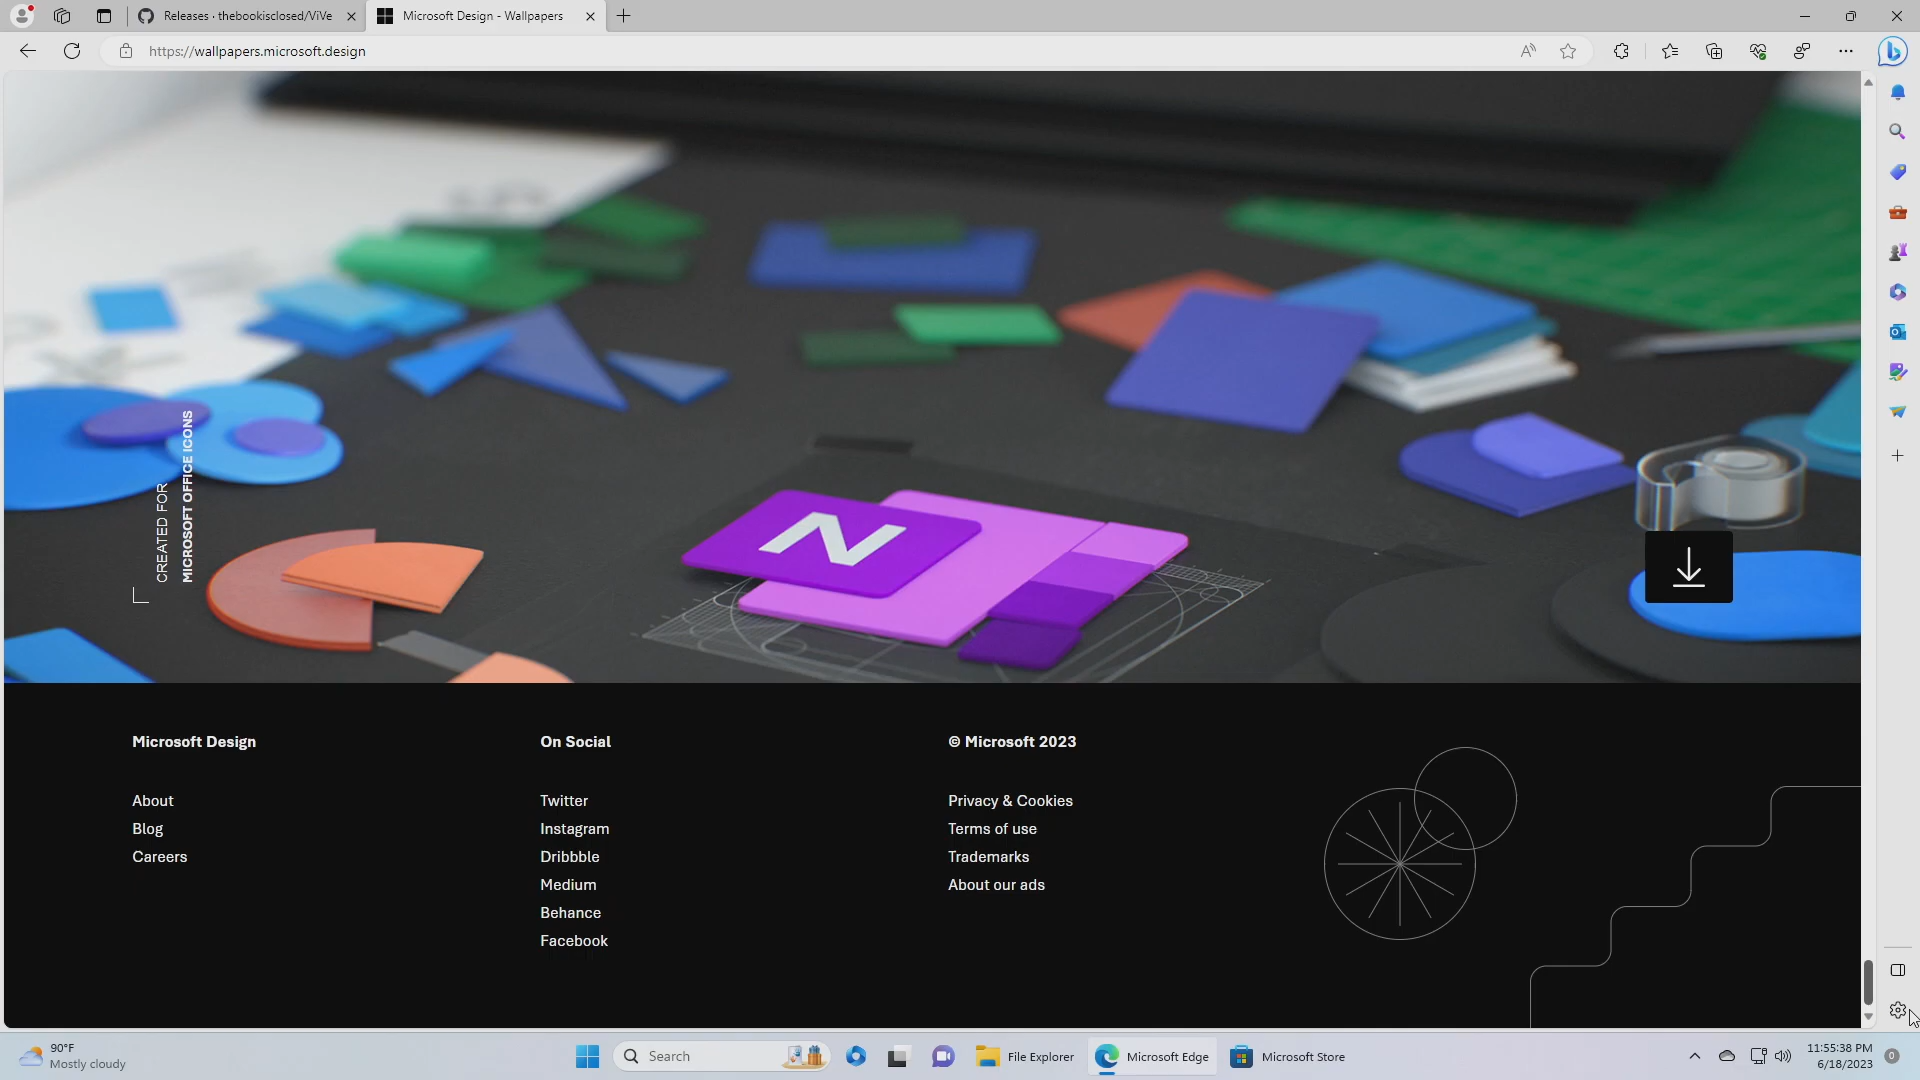 Releases · thebookisclosed/ViVe
Microsoft Design - Wallpapers
https://wallpapers.microsoft.design
CREATED FOR
MICROSOFT OFFICE ICONS
N
Microsoft Design
About
Blog
Careers
On Social
Twitter
Instagram
Dribbble
Medium
Behance
Facebook
© Microsoft 2023
Privacy & Cookies
Terms of use
Trademarks
About our ads
90°F
Mostly cloudy
Search
File Explorer
Microsoft Edge
Microsoft Store
11:55:38 PM
6/18/2023
0